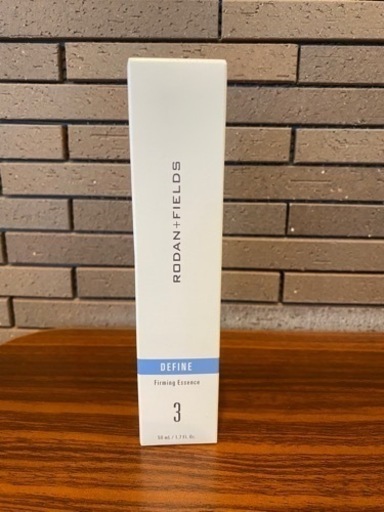 RODAN+FIELDS
DEFINE
Firming Essence
3
50 mL / 1.7 Fl. Oz.